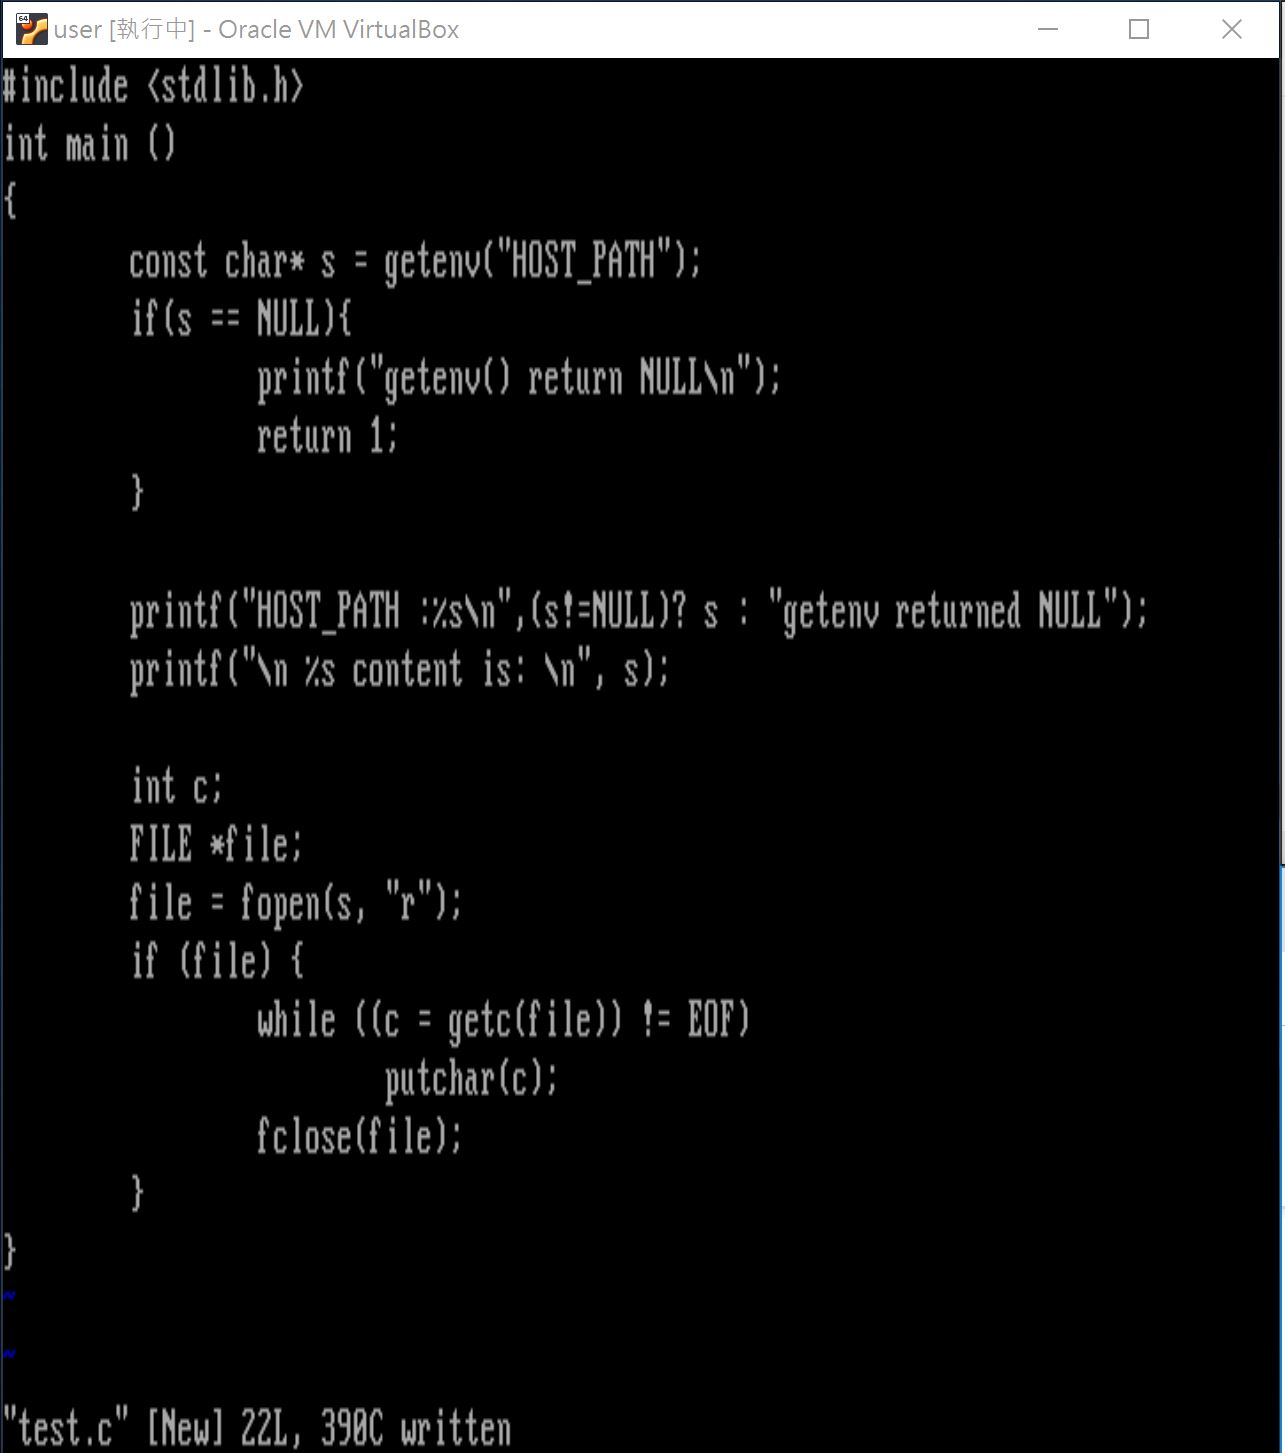 64
user [執行中] - Oracle VM VirtualBox
#include <stdlib.h>
int main ()
{
        const char* s = getenv("HOST_PATH");
        if(s == NULL){
                printf("getenv() return NULL\n");
                return 1;
        }
        printf("HOST_PATH :%s\n",(s!=NULL)? s : "getenv returned NULL");
        printf("\n %s content is: \n", s);
        int c;
        FILE *file;
        file = fopen(s, "r");
        if (file) {
                while ((c = getc(file)) != EOF)
                        putchar(c);
                fclose(file);
        }
}
~
~
"test.c" [New] 22L, 390C written